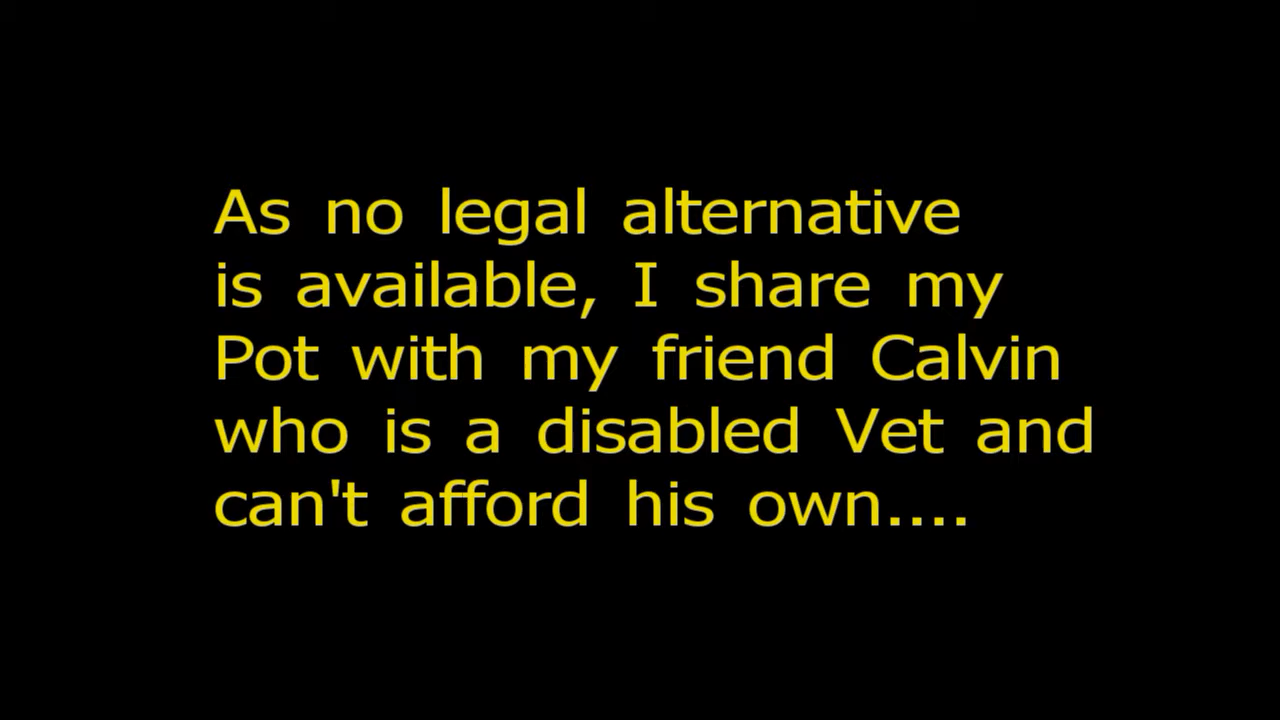 As no legal alternative
is available, I share my
Pot with my friend Calvin
who is a disabled Vet and
can't afford his own....